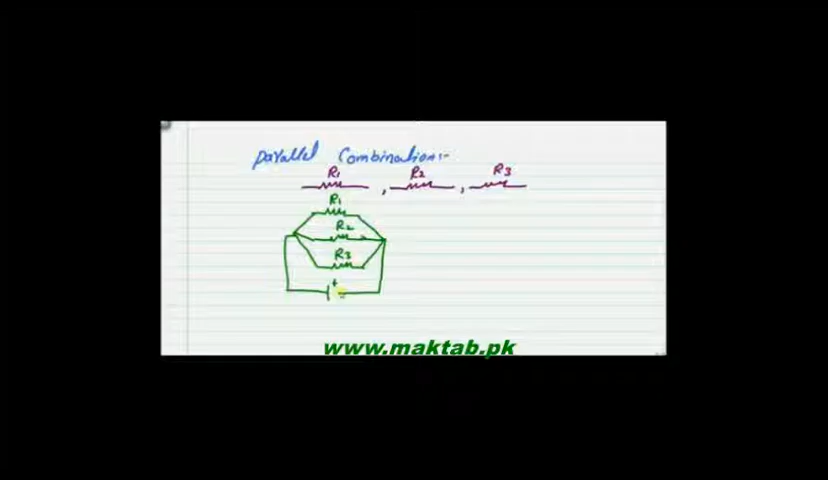 Parallel Combination:-
R1 , R2 , R3
R1
R2
R3
+
www.maktab.pk